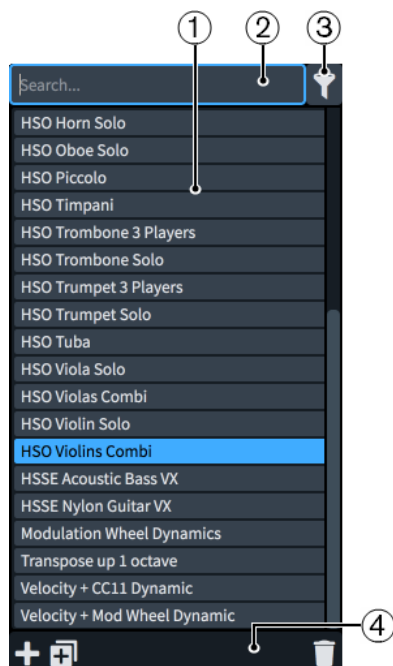 1 2 3
Search...
HSO Horn Solo
HSO Oboe Solo
HSO Piccolo
HSO Timpani
HSO Trombone 3 Players
HSO Trombone Solo
HSO Trumpet 3 Players
HSO Trumpet Solo
HSO Tuba
HSO Viola Solo
HSO Violas Combi
HSO Violin Solo
HSO Violins Combi
HSSE Acoustic Bass VX
HSSE Nylon Guitar VX
Modulation Wheel Dynamics
Transpose up 1 octave
Velocity + CC11 Dynamic
Velocity + Mod Wheel Dynamic
4